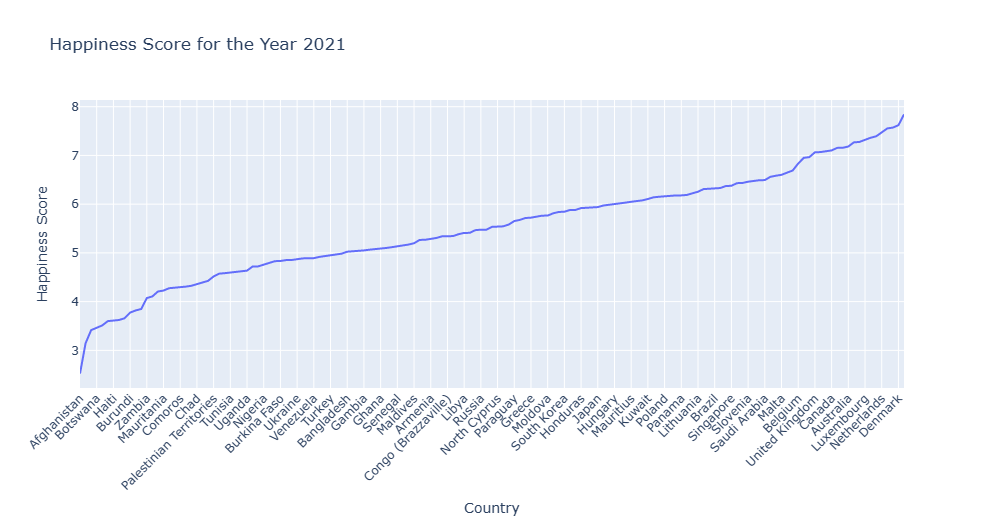 Happiness Score for the Year 2021
8
7
6
5
4
3
Happiness Score
Afghanistan
Botswana
Haiti
Burundi
Zambia
Mauritania
Comoros
Chad
Palestinian Territories
Tunisia
Uganda
Nigeria
Burkina Faso
Ukraine
Venezuela
Turkey
Bangladesh
Gambia
Ghana
Senegal
Maldives
Armenia
Congo (Brazzaville)
Libya
Russia
North Cyprus
Paraguay
Greece
Moldova
South Korea
Honduras
Japan
Hungary
Mauritius
Kuwait
Poland
Panama
Lithuania
Brazil
Singapore
Slovenia
Saudi Arabia
Malta
Belgium
United Kingdom
Canada
Australia
Luxembourg
Netherlands
Denmark
Country